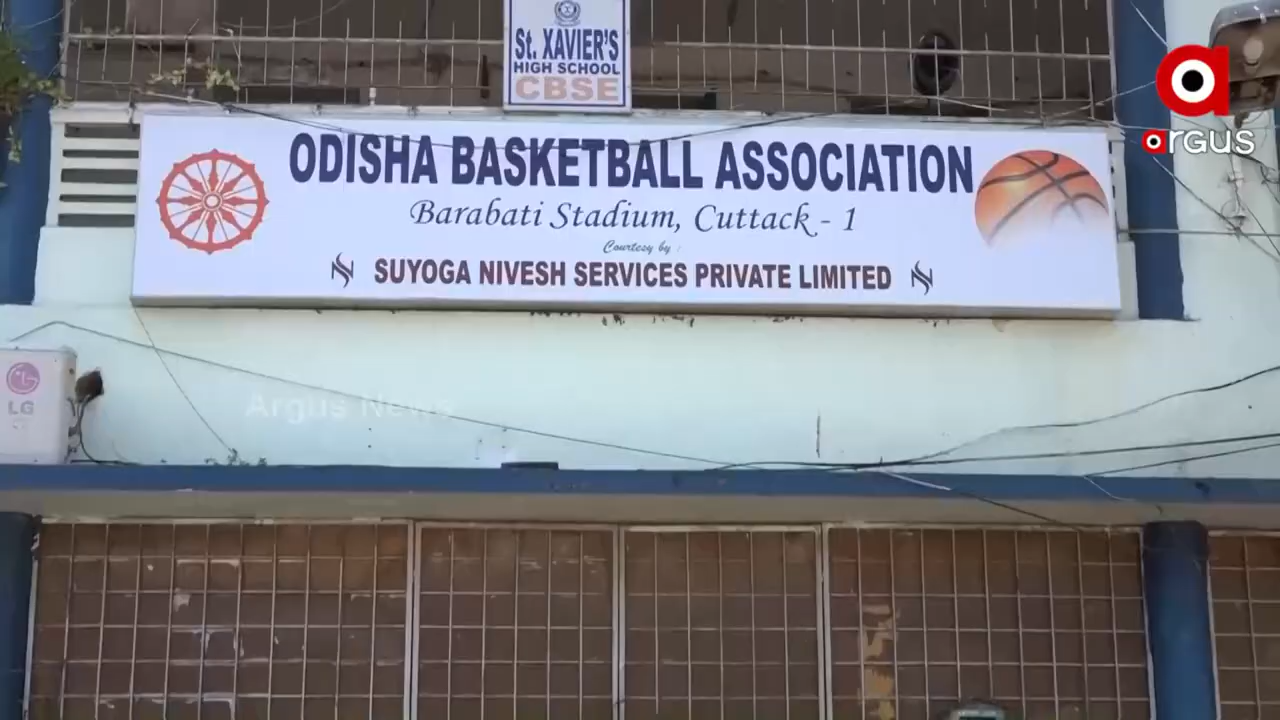 St. XAVIER'S
HIGH SCHOOL
CBSE
argus
ODISHA BASKETBALL ASSOCIATION
Barabati Stadium, Cuttack - 1
Courtesy by :
SUYOGA NIVESH SERVICES PRIVATE LIMITED
LG
Argus News